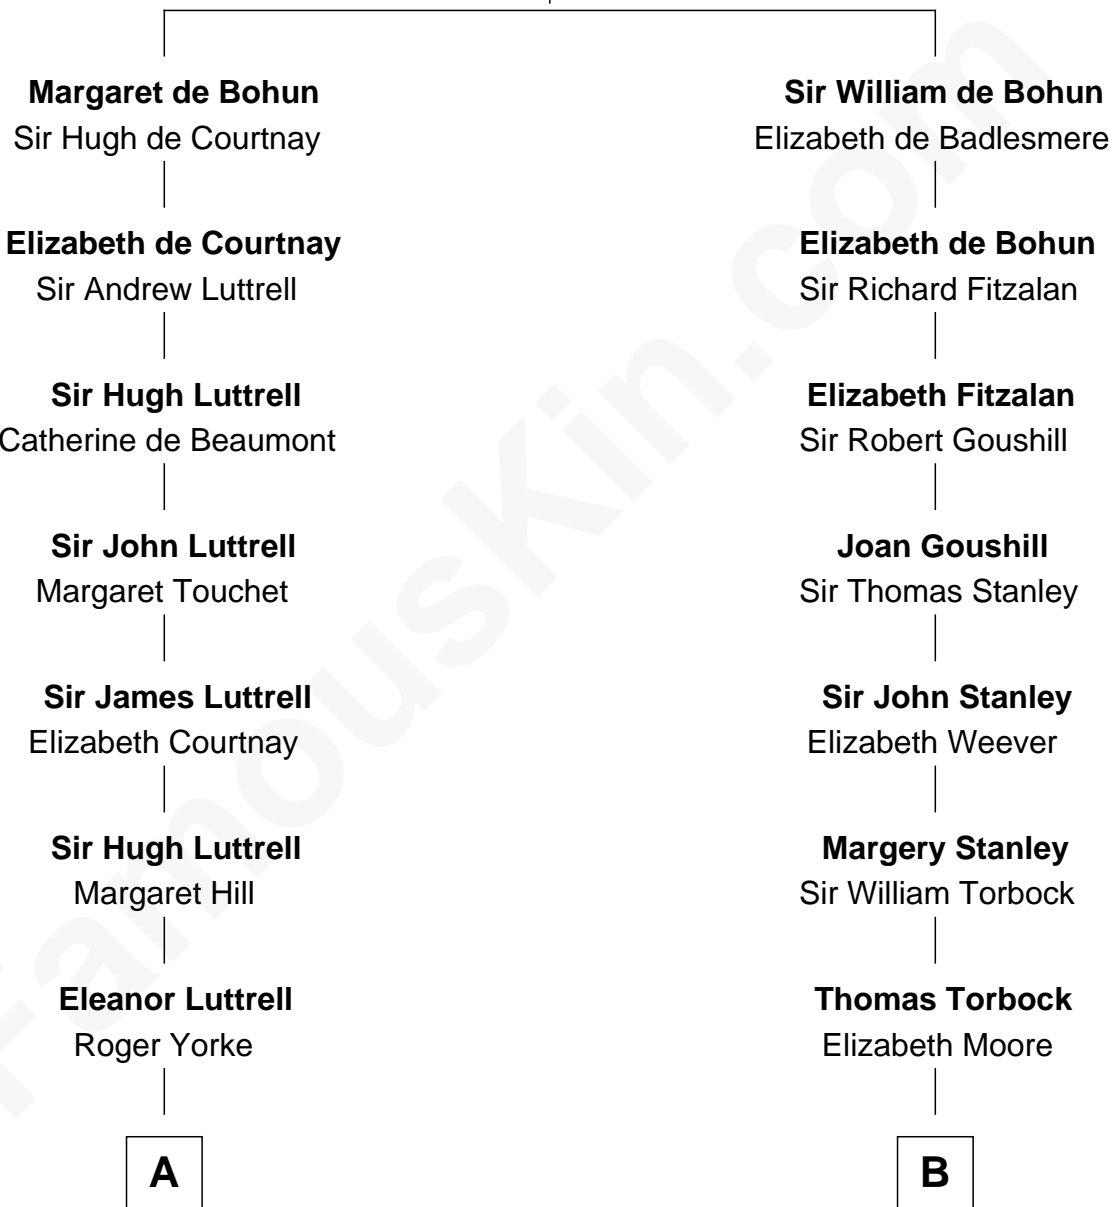 Margaret de Bohun
Sir Hugh de Courtnay
Sir William de Bohun
Elizabeth de Badlesmere
Elizabeth de Courtnay
Sir Andrew Luttrell
Elizabeth de Bohun
Sir Richard Fitzalan
Sir Hugh Luttrell
Catherine de Beaumont
Elizabeth Fitzalan
Sir Robert Goushill
Sir John Luttrell
Margaret Touchet
Joan Goushill
Sir Thomas Stanley
Sir James Luttrell
Elizabeth Courtnay
Sir John Stanley
Elizabeth Weever
Sir Hugh Luttrell
Margaret Hill
Margery Stanley
Sir William Torbock
Eleanor Luttrell
Roger Yorke
Thomas Torbock
Elizabeth Moore
A
B
FamousKin.com